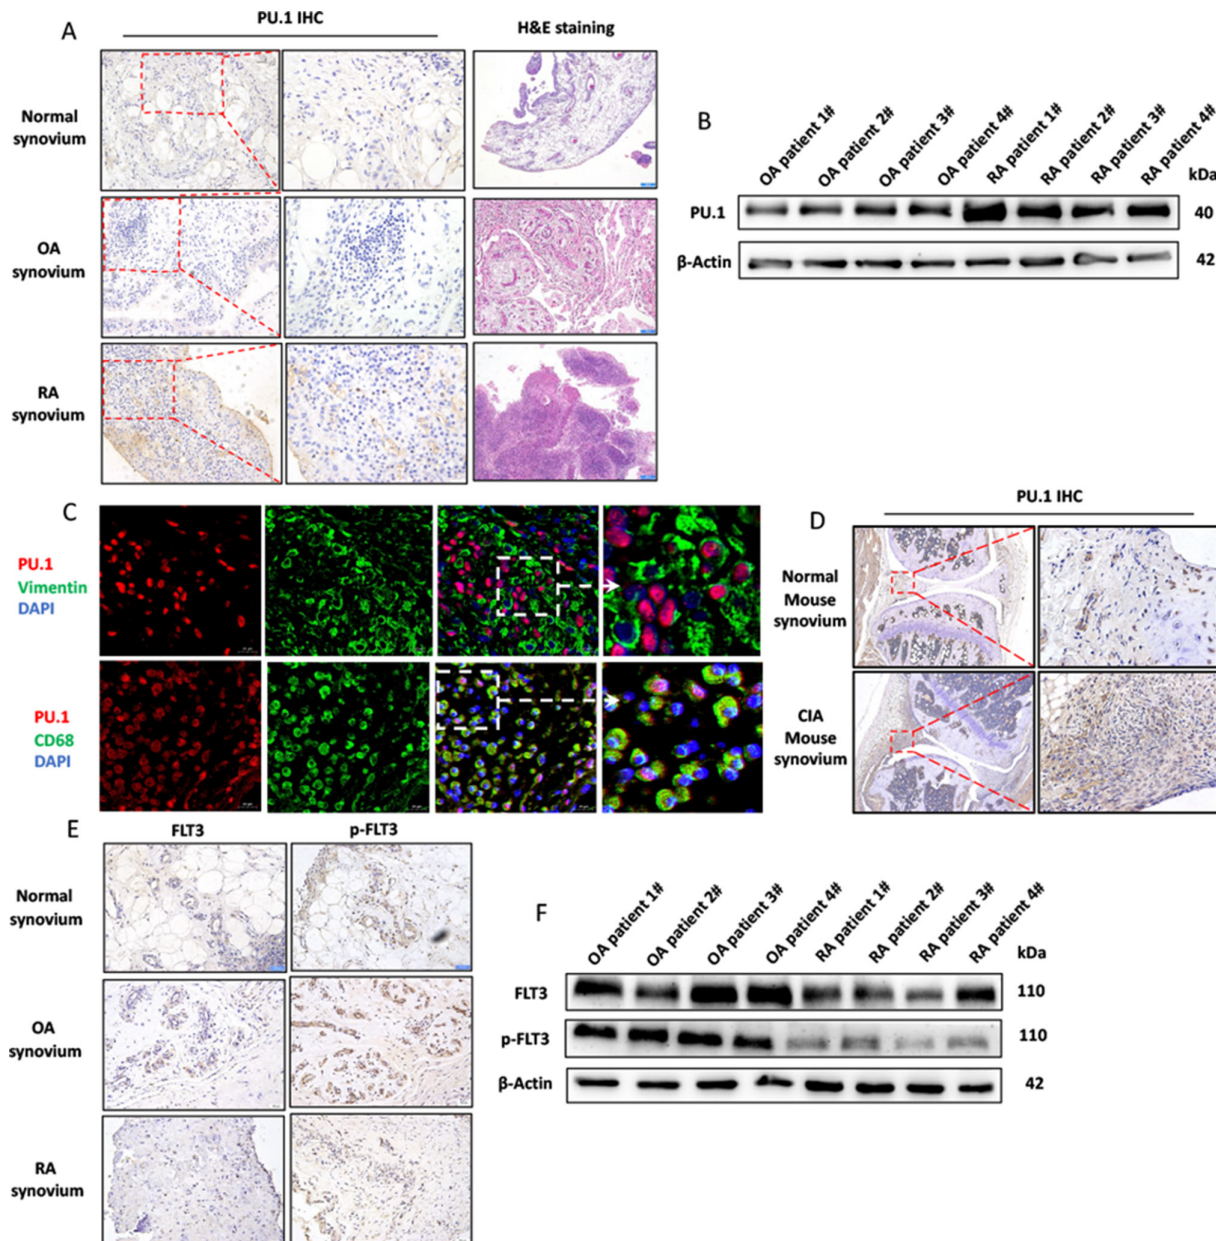 A
PU.1 IHC
H&E staining
Normal
synovium
OA
synovium
RA
synovium
B
OA patient 1#
OA patient 2#
OA patient 3#
OA patient 4#
RA patient 1#
RA patient 2#
RA patient 3#
RA patient 4#
kDa
PU.1
40
β-Actin
42
C
PU.1
Vimentin
DAPI
PU.1
CD68
DAPI
D
PU.1 IHC
Normal
Mouse
synovium
CIA
Mouse
synovium
E
FLT3
p-FLT3
Normal
synovium
OA
synovium
RA
synovium
F
OA patient 1#
OA patient 2#
OA patient 3#
OA patient 4#
RA patient 1#
RA patient 2#
RA patient 3#
RA patient 4#
kDa
FLT3
110
p-FLT3
110
β-Actin
42